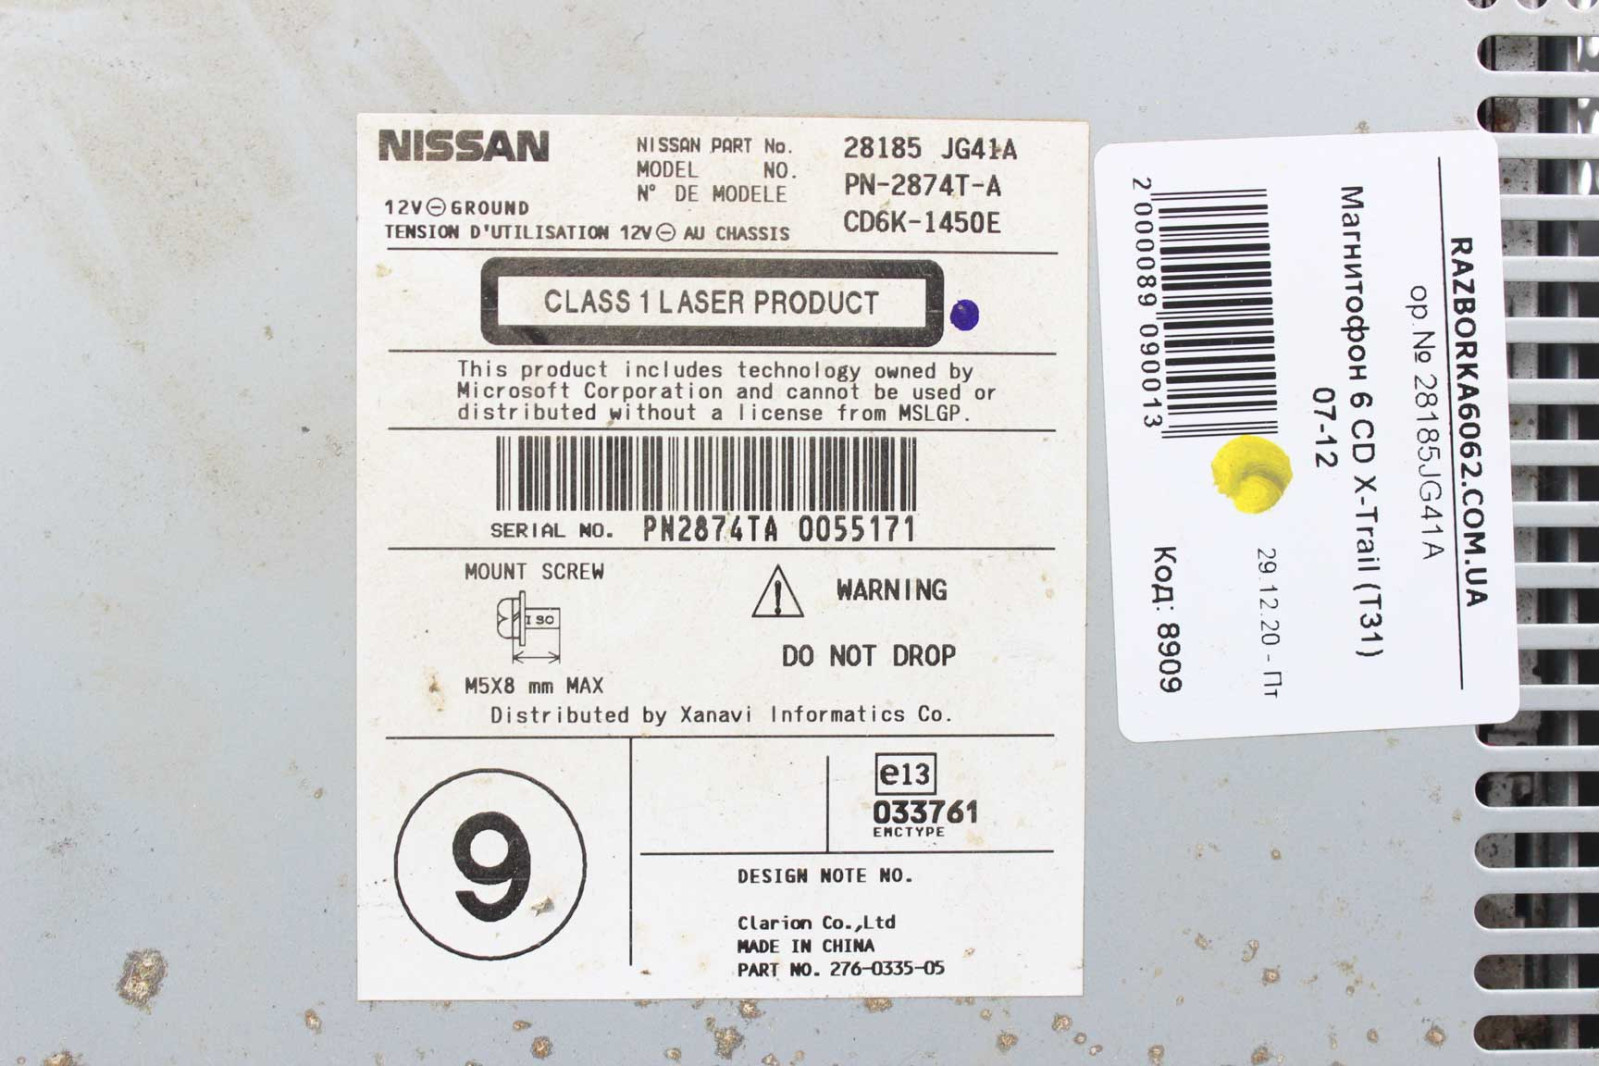 NISSAN
NISSAN PART No. 28185 JG41A
MODEL NO. PN-2874T-A
N° DE MODELE CD6K-1450E
12V⊖GROUND
TENSION D'UTILISATION 12V⊖ AU CHASSIS
CLASS 1 LASER PRODUCT
This product includes technology owned by
Microsoft Corporation and cannot be used or
distributed without a license from MSLGP.
SERIAL NO. PN2874TA 0055171
MOUNT SCREW
ISO
M5X8 mm MAX
WARNING
DO NOT DROP
Distributed by Xanavi Informatics Co.
9
e13
033761
EMCTYPE
DESIGN NOTE NO.
Clarion Co.,Ltd
MADE IN CHINA
PART NO. 276-0335-05
RAZBORKA6062.COM.UA
ор.№ 28185JG41A
Магнитофон 6 CD X-Trail (T31)
07-12
2 000089 090013
29.12.20 - Пт
Код: 8909